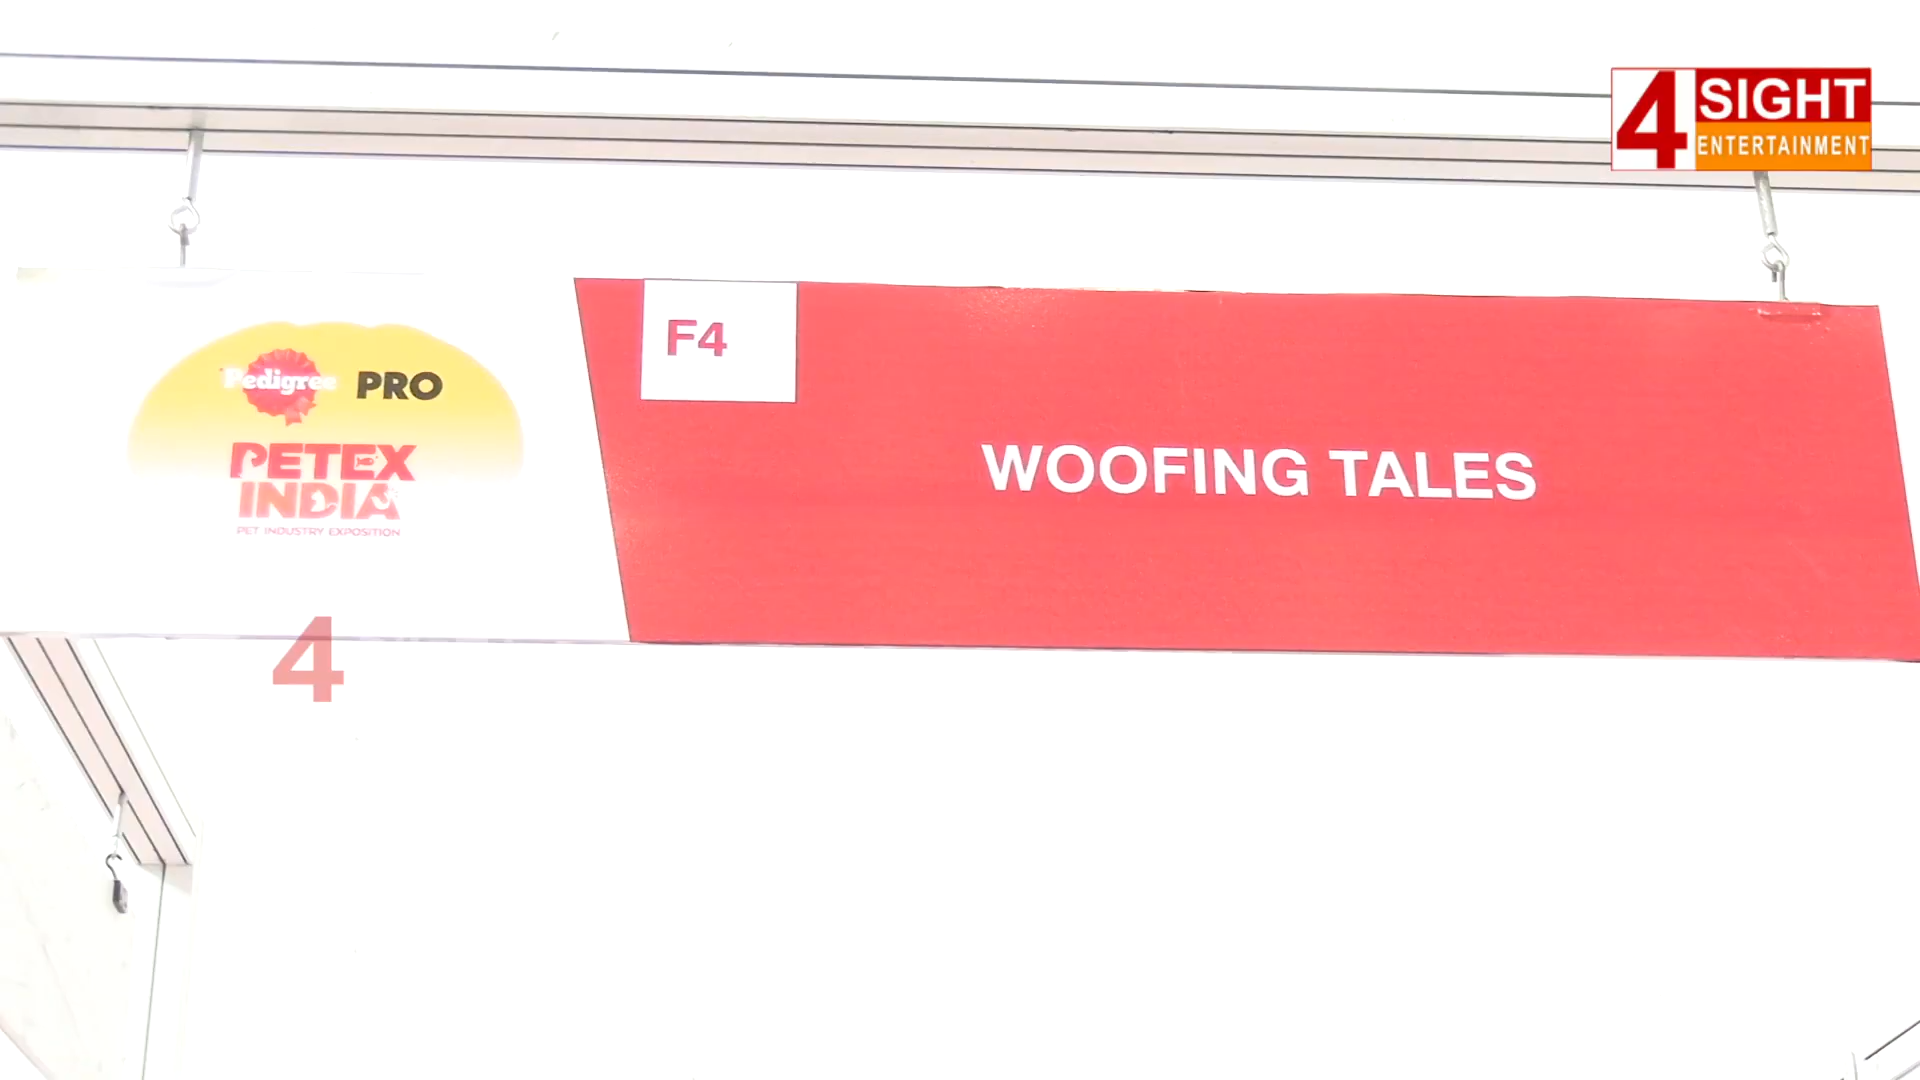 4 SIGHT
ENTERTAINMENT
F4
Pedigree PRO
PETEX
INDIA
PET INDUSTRY EXPOSITION
WOOFING TALES
4